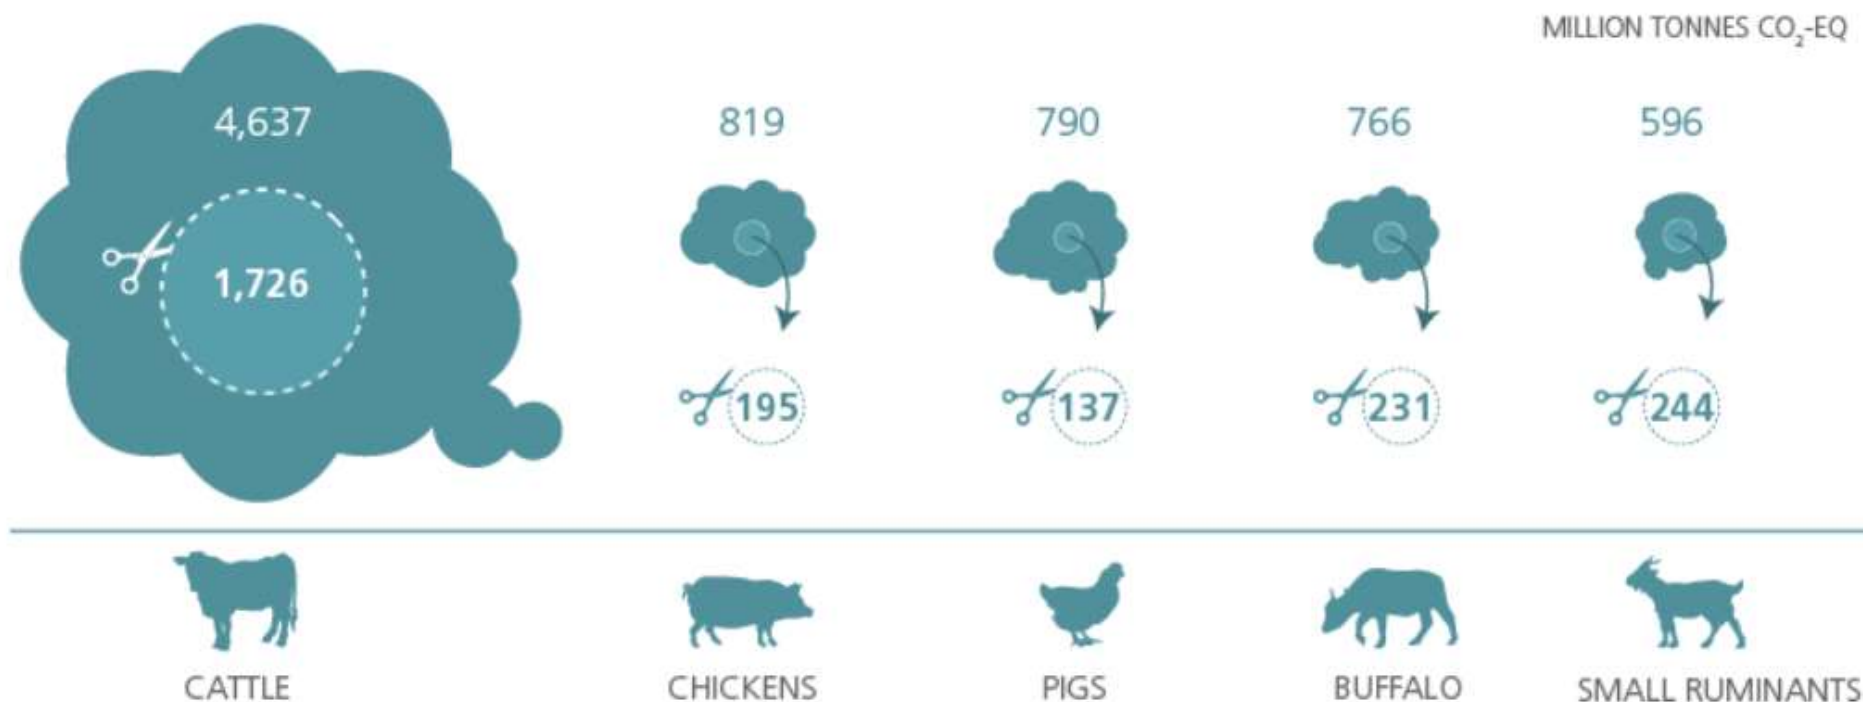 MILLION TONNES CO₂-EQ
4,637
819
790
766
596
1,726
195
137
231
244
CATTLE
CHICKENS
PIGS
BUFFALO
SMALL RUMINANTS